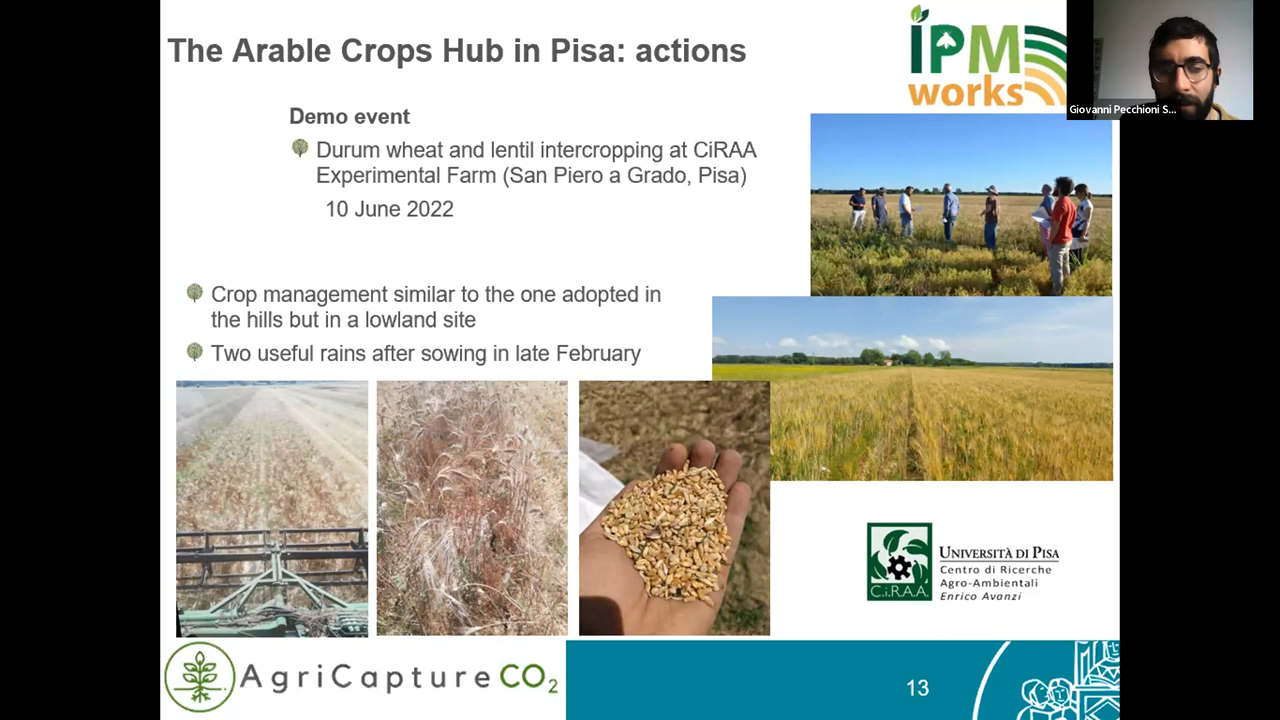 The Arable Crops Hub in Pisa: actions
IPM
works
Giovanni Pecchioni S...
Demo event
Durum wheat and lentil intercropping at CiRAA
Experimental Farm (San Piero a Grado, Pisa)
10 June 2022
Crop management similar to the one adopted in
the hills but in a lowland site
Two useful rains after sowing in late February
C.i.R.A.A.
UNIVERSITÀ DI PISA
Centro di Ricerche
Agro-Ambientali
Enrico Avanzi
AgriCapture CO2
13